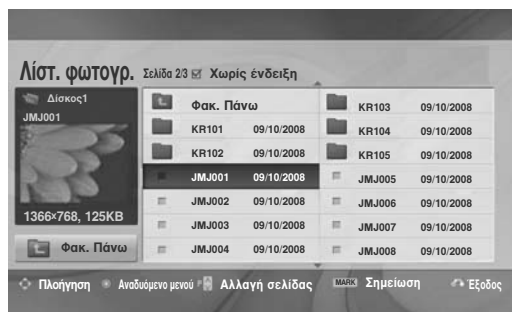 Λίστ. φωτογρ. Σελίδα 2/3 Χωρίς ένδειξη
Δίσκος1
JMJ001
1366×768, 125KB
Φακ. Πάνω
Φακ. Πάνω
KR101 09/10/2008
KR102 09/10/2008
JMJ001 09/10/2008
JMJ002 09/10/2008
JMJ003 09/10/2008
JMJ004 09/10/2008
KR103 09/10/2008
KR104 09/10/2008
KR105 09/10/2008
JMJ005 09/10/2008
JMJ006 09/10/2008
JMJ007 09/10/2008
JMJ008 09/10/2008
Πλοήγηση Αναδυόμενο μενού P Αλλαγή σελίδας MARK Σημείωση Έξοδος